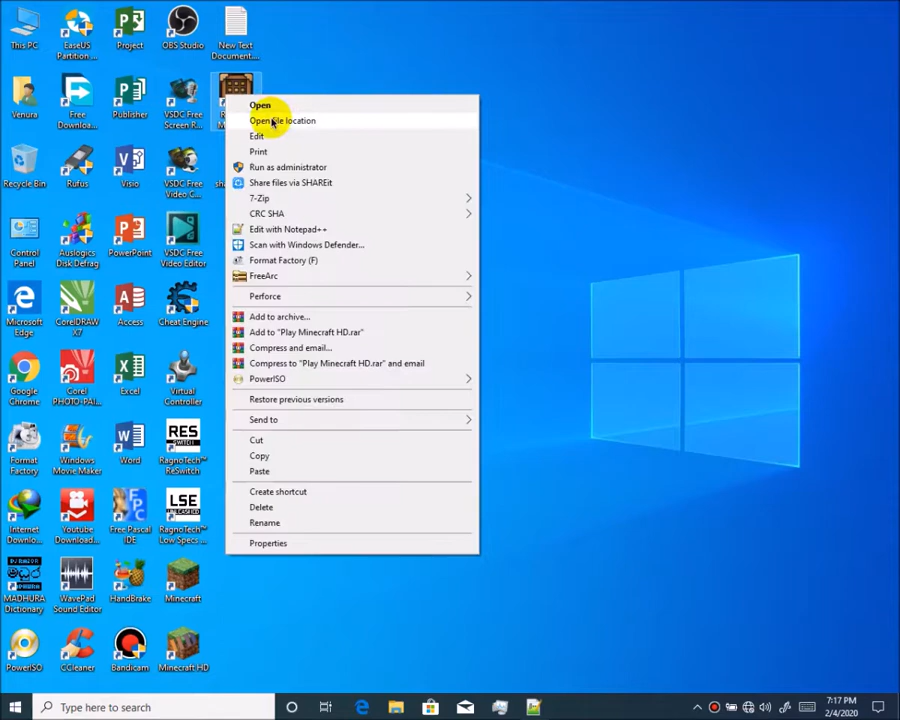 This PC
EaseUS
Partition ...
Project
OBS Studio
New Text
Document....
Venura
Free
Downloa...
Publisher
VSDC Free
Screen R...
Recycle Bin
Rufus
Visio
VSDC Free
Video C...
Control
Panel
Auslogics
Disk Defrag
PowerPoint
VSDC Free
Video Editor
Microsoft
Edge
CorelDRAW
X7
Access
Cheat Engine
Google
Chrome
Corel
PHOTO-PAI...
Excel
Virtual
Controller
Format
Factory
Windows
Movie Maker
Word
RES
RESWITCH
RagnoTech™
ReSwitch
Internet
Downlo...
Youtube
Download...
Free Pascal
IDE
LSE
RagnoTech™
Low Specs ...
MADHURA
Dictionary
WavePad
Sound Editor
HandBrake
Minecraft
PowerISO
CCleaner
Bandicam
Minecraft HD
Open
Open file location
Edit
Print
Run as administrator
Share files via SHAREit
7-Zip
CRC SHA
Edit with Notepad++
Scan with Windows Defender...
Format Factory (F)
FreeArc
Perforce
Add to archive...
Add to "Play Minecraft HD.rar"
Compress and email...
Compress to "Play Minecraft HD.rar" and email
PowerISO
Restore previous versions
Send to
Cut
Copy
Paste
Create shortcut
Delete
Rename
Properties
Type here to search
7:17 PM
2/4/2020